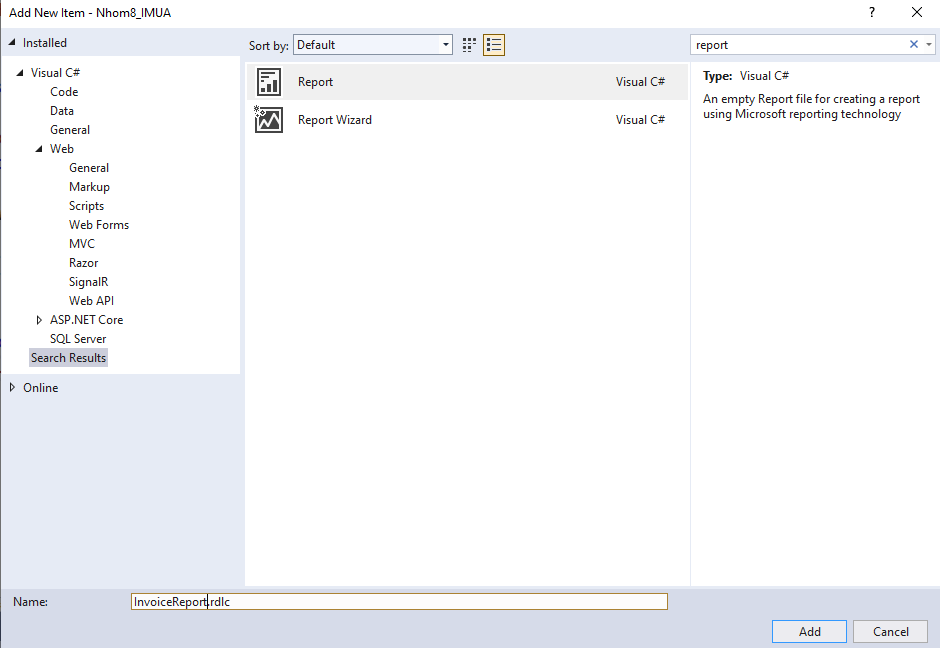 Add New Item - Nhom8_IMUA
?
Installed
Sort by: Default
report
Visual C#
Code
Data
General
Web
General
Markup
Scripts
Web Forms
MVC
Razor
SignalR
Web API
ASP.NET Core
SQL Server
Search Results
Online
Report Visual C#
Report Wizard Visual C#
Type: Visual C#
An empty Report file for creating a report
using Microsoft reporting technology
Name: InvoiceReport.rdlc
Add Cancel